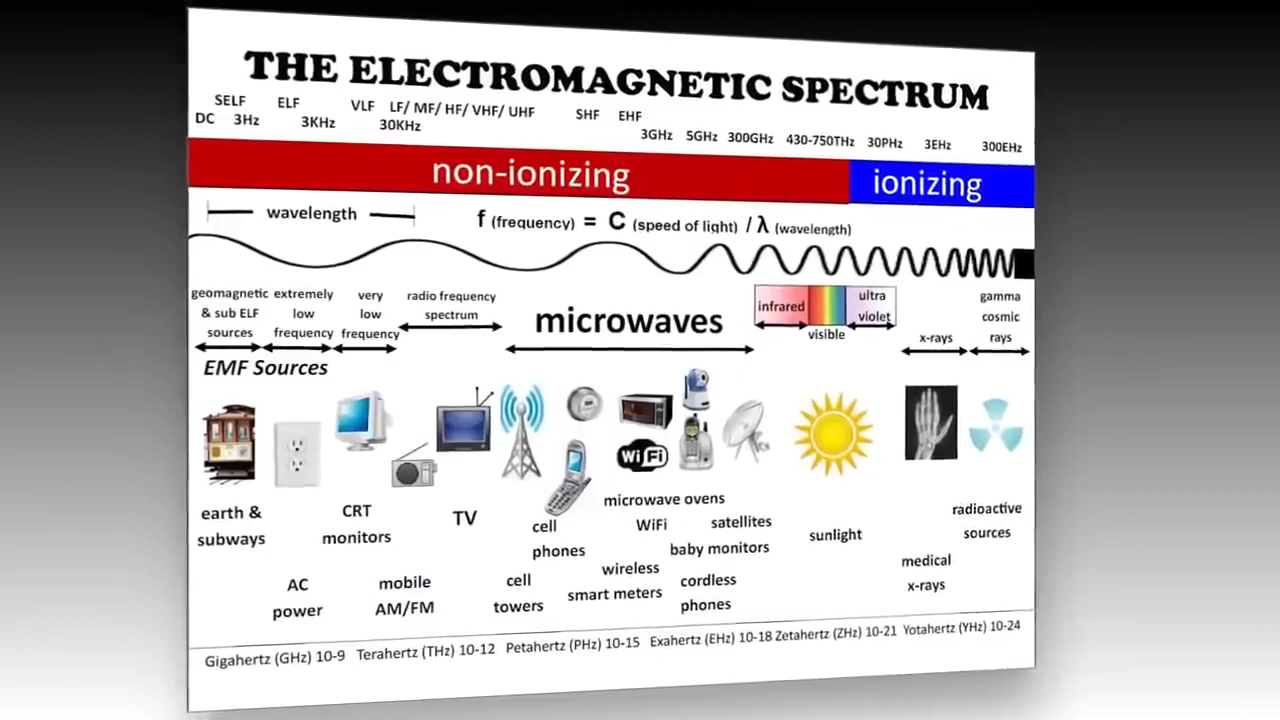 THE ELECTROMAGNETIC SPECTRUM
SELF ELF VLF LF/ MF/ HF/ VHF/ UHF SHF EHF
DC 3Hz 3KHz 30KHz 3GHz 5GHz 300GHz 430-750THz 30PHz 3EHz 300EHz
non-ionizing ionizing
wavelength f (frequency) = C (speed of light) / λ (wavelength)
geomagnetic
& sub ELF
sources
extremely
low
frequency
very
low
frequency
radio frequency
spectrum
microwaves
infrared
visible
ultra
violet
x-rays
gamma
cosmic
rays
EMF Sources
WiFi
earth &
subways
AC
power
CRT
monitors
mobile
AM/FM
TV
cell
phones
cell
towers
microwave ovens
WiFi
satellites
baby monitors
wireless
smart meters
cordless
phones
sunlight
medical
x-rays
radioactive
sources
Gigahertz (GHz) 10-9 Terahertz (THz) 10-12 Petahertz (PHz) 10-15 Exahertz (EHz) 10-18 Zetahertz (ZHz) 10-21 Yotahertz (YHz) 10-24